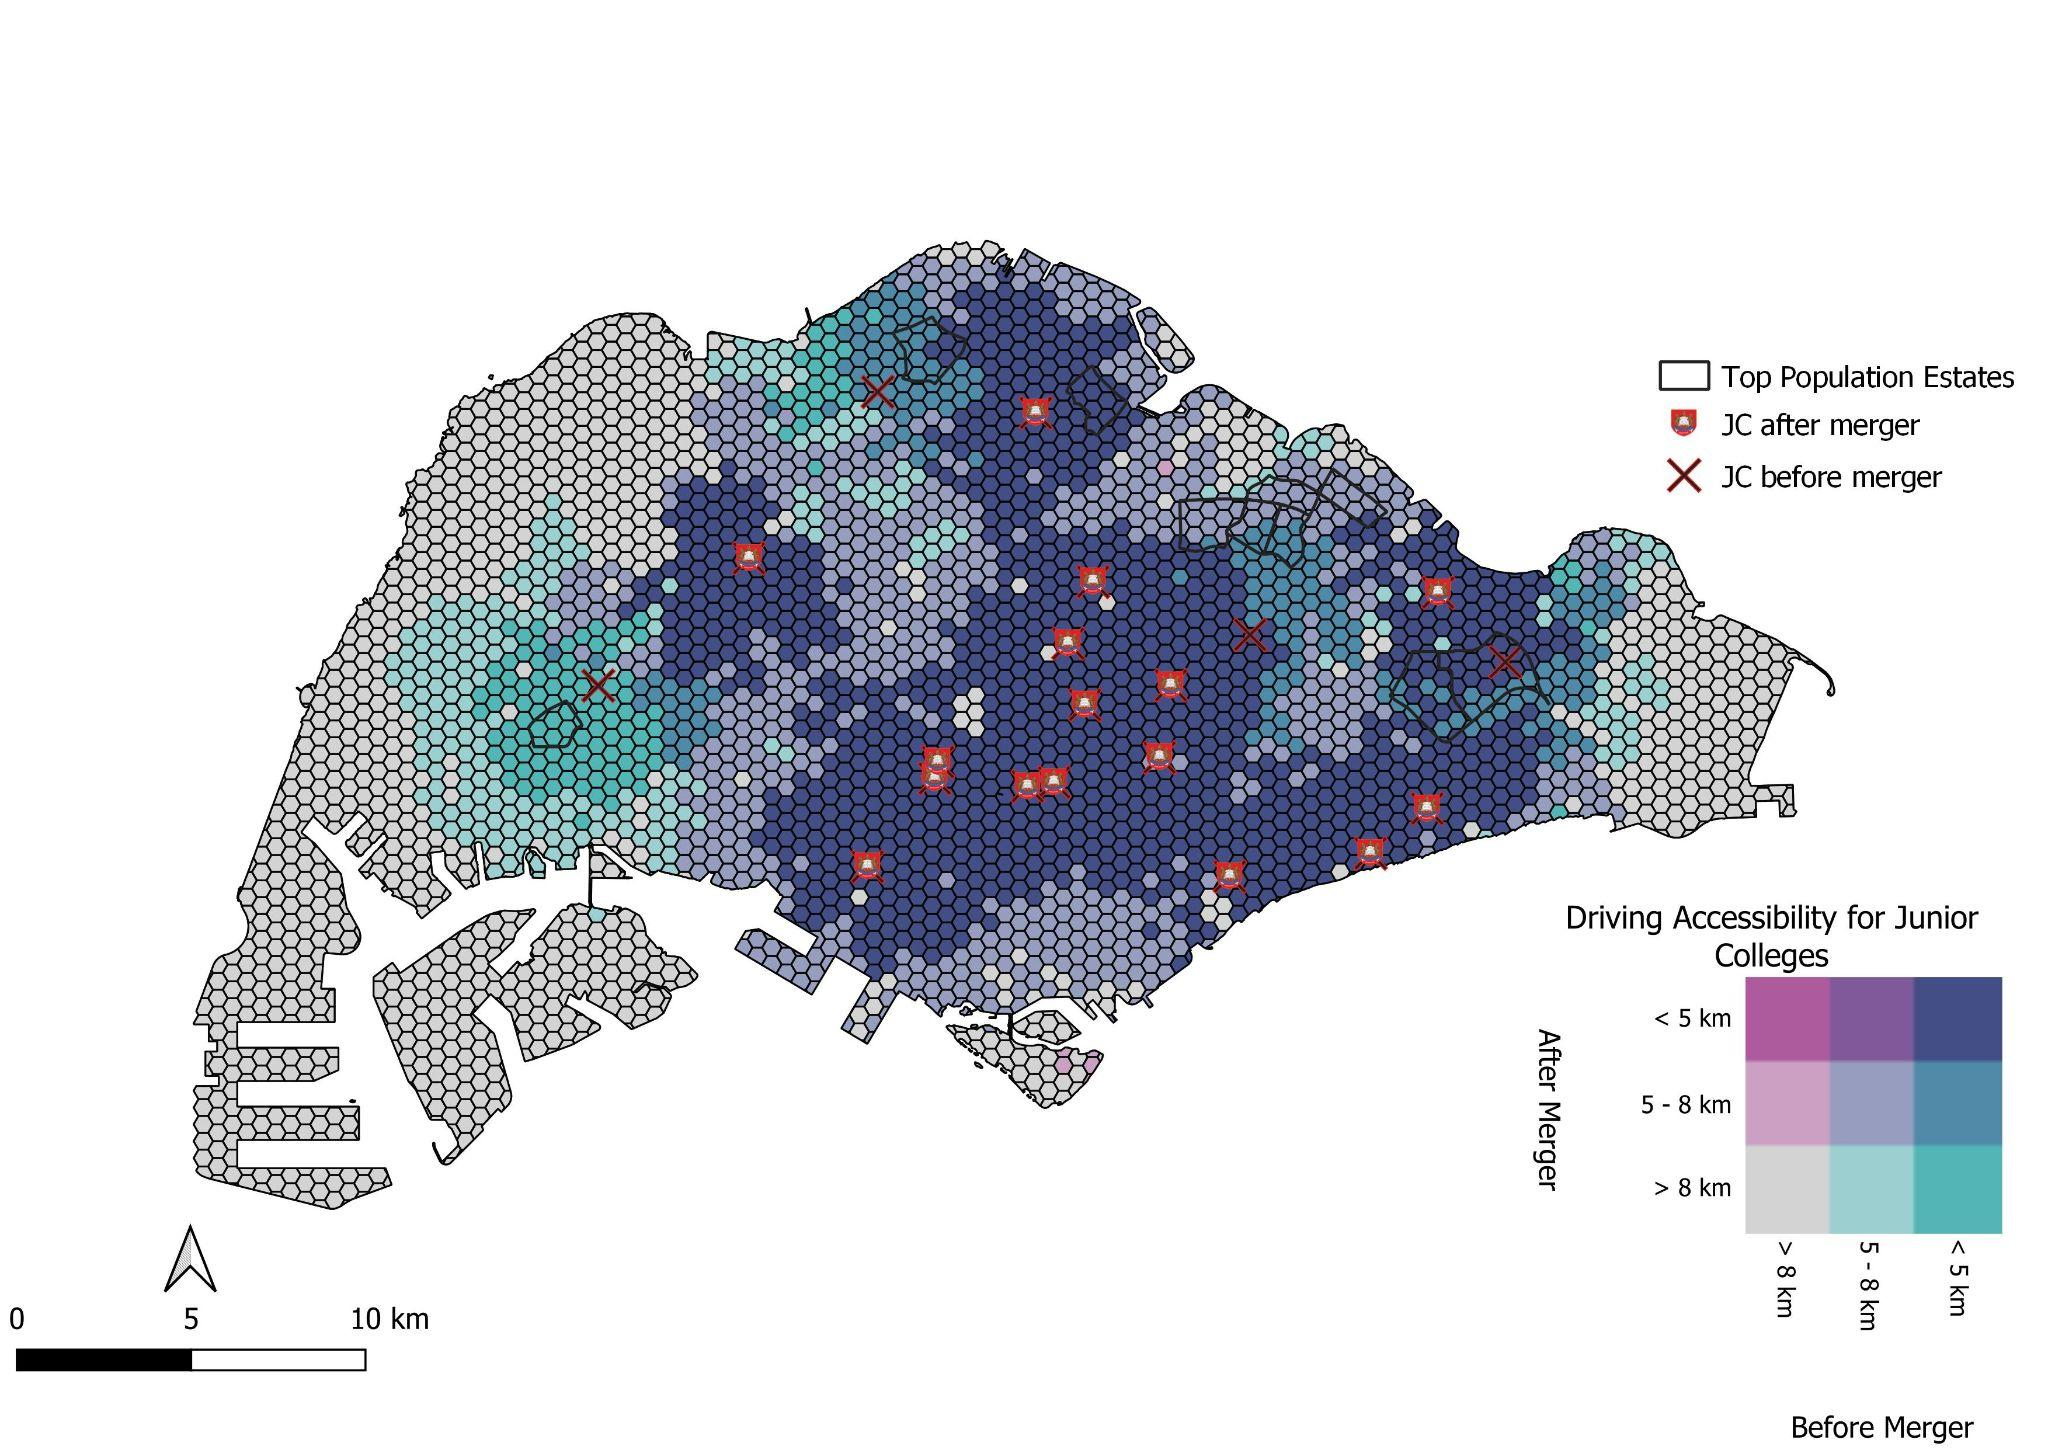 Top Population Estates
JC after merger
JC before merger
Driving Accessibility for Junior
Colleges
After Merger
< 5 km
5 - 8 km
> 8 km
> 8 km
5 - 8 km
< 5 km
Before Merger
0 5 10 km